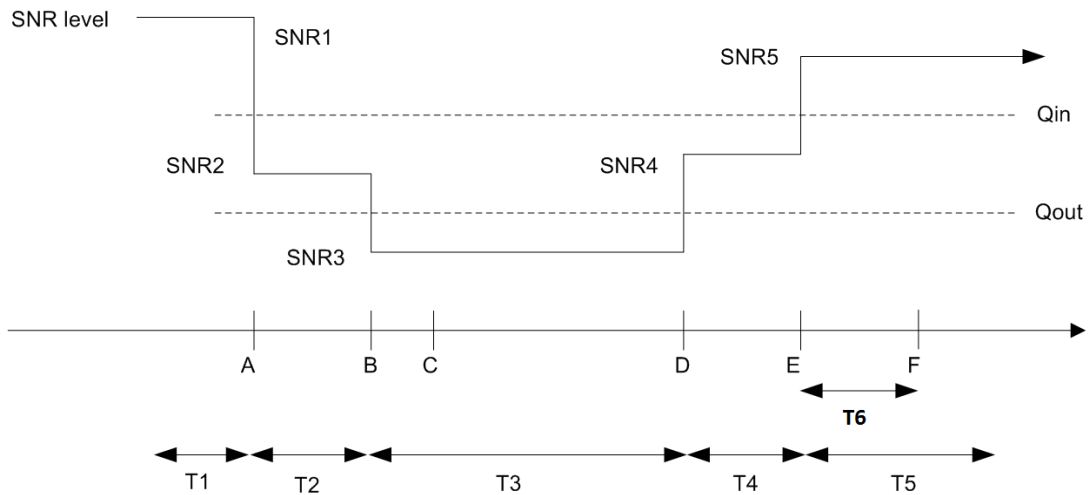 SNR level
SNR1
SNR5
Qin
SNR2
SNR4
Qout
SNR3
A B C D E F
T6
T1 T2 T3 T4 T5